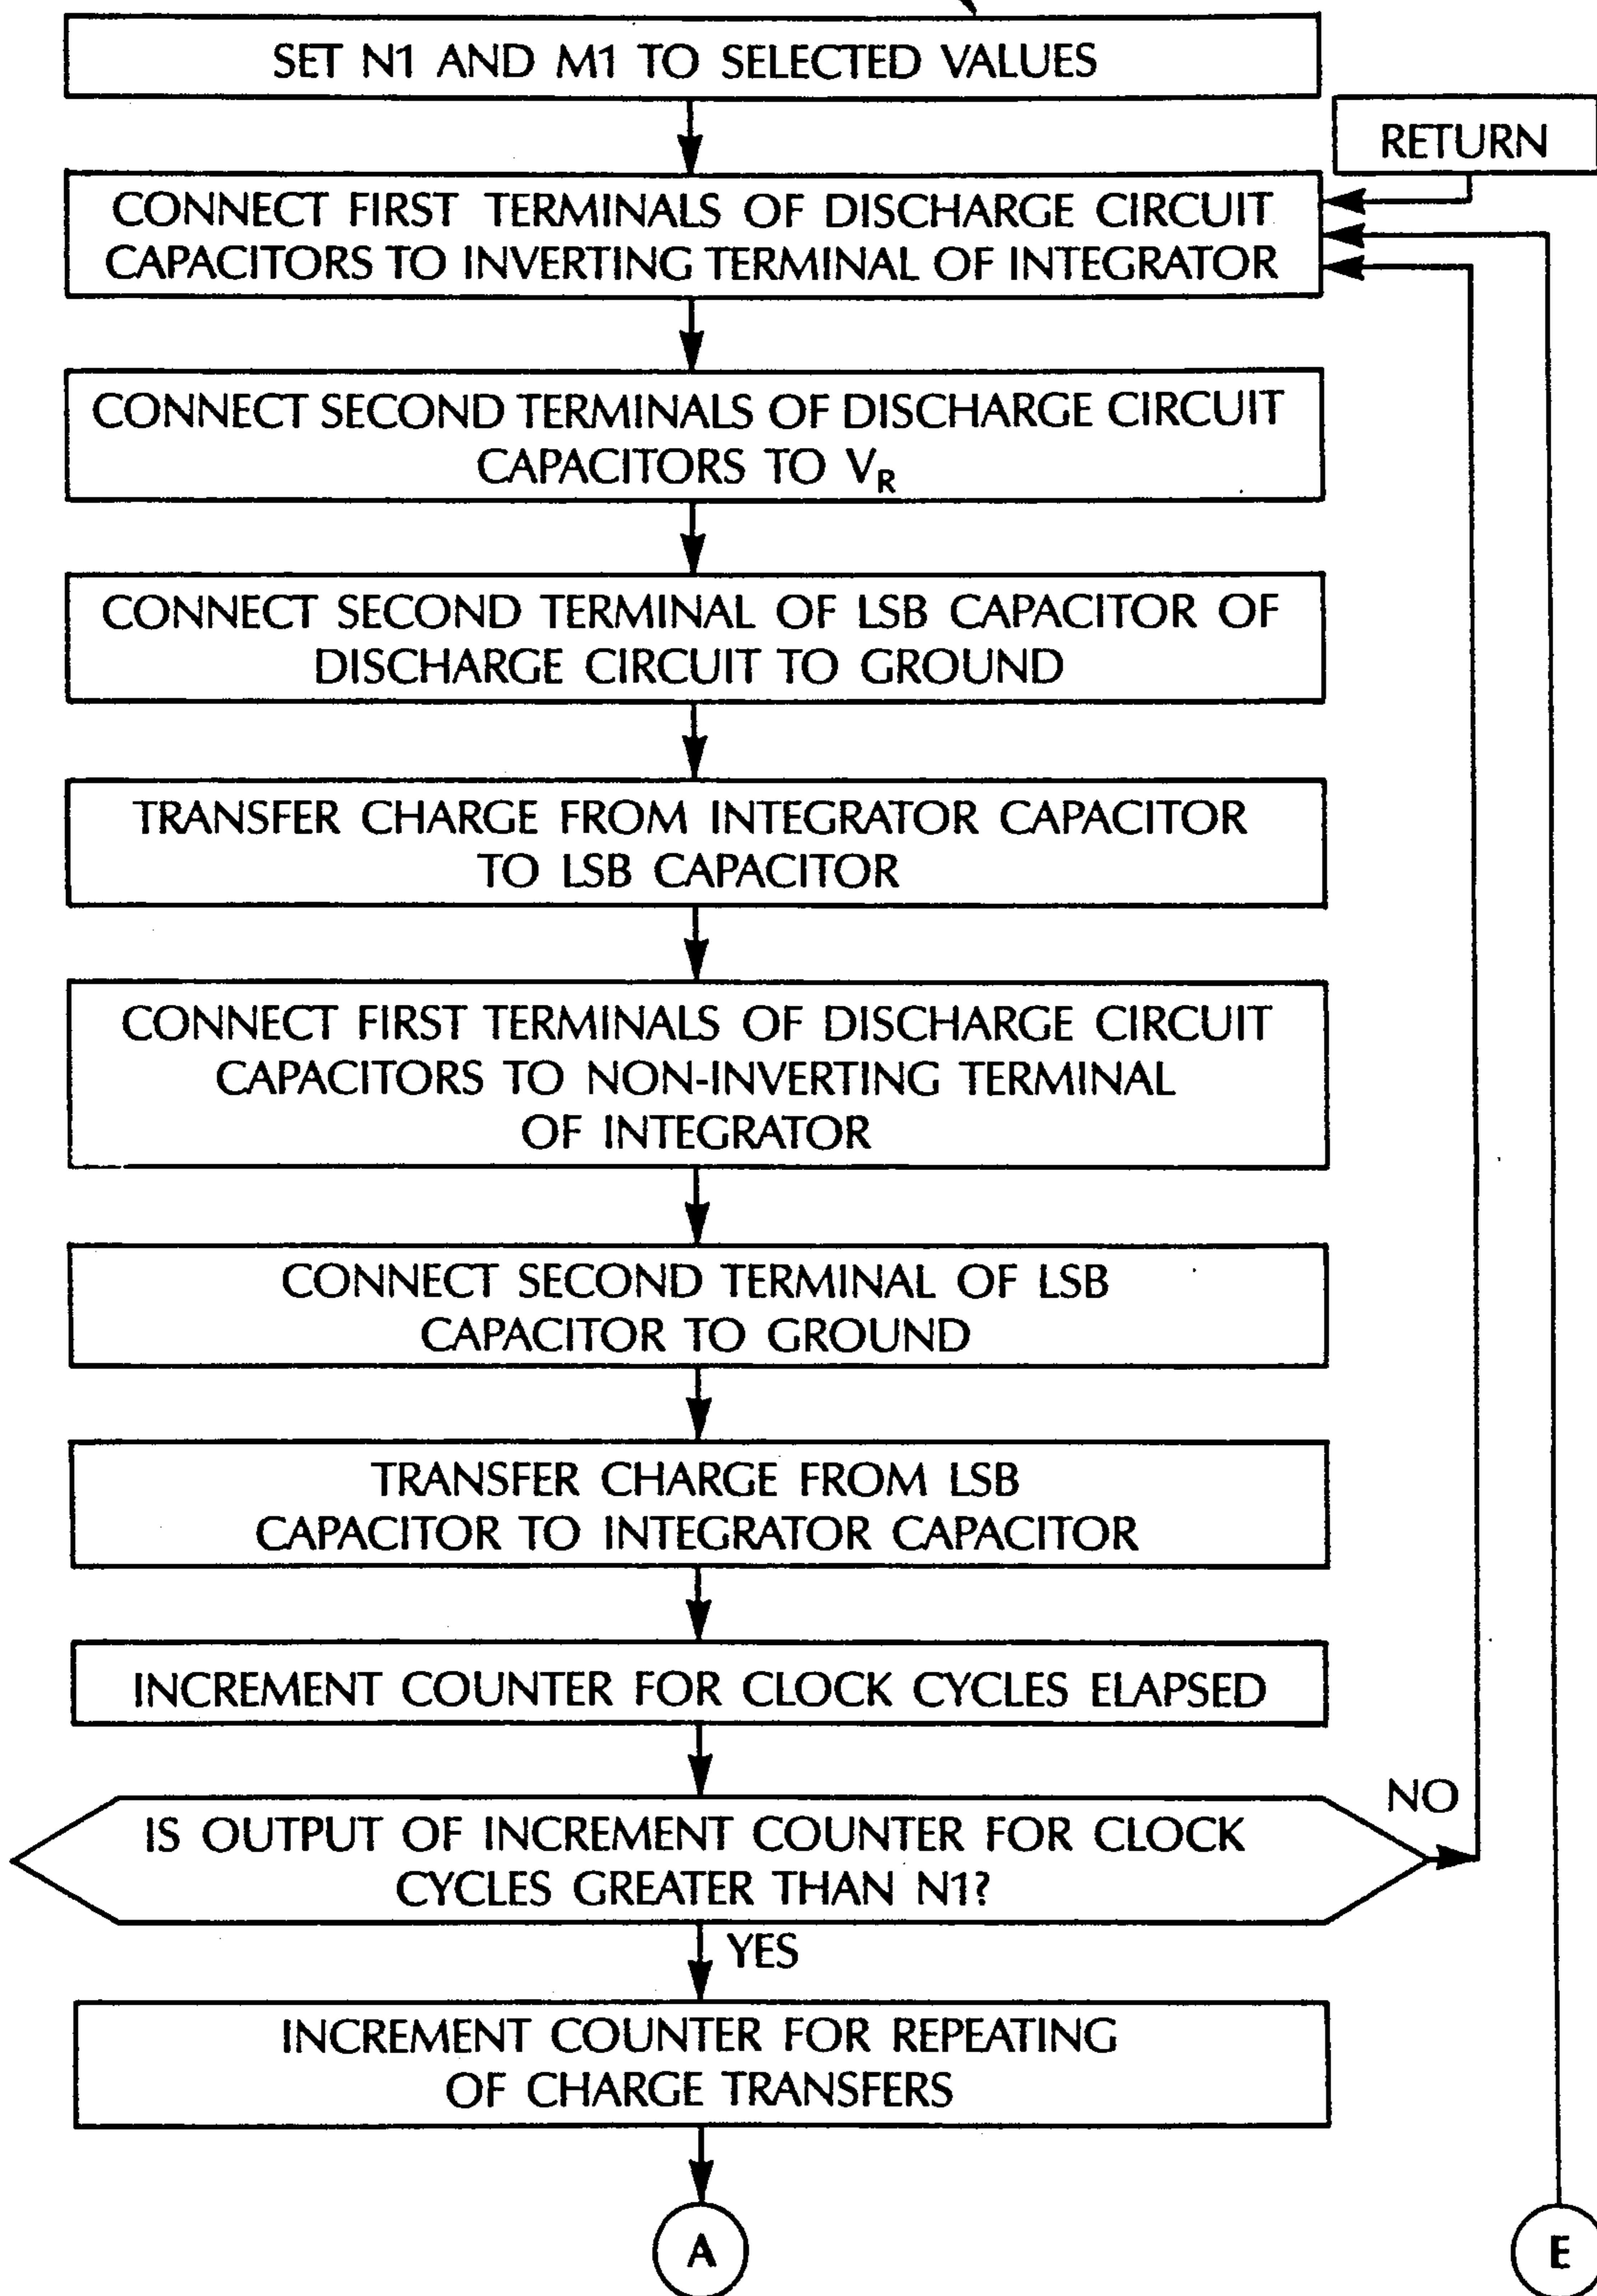 SET N1 AND M1 TO SELECTED VALUES
RETURN
CONNECT FIRST TERMINALS OF DISCHARGE CIRCUIT
CAPACITORS TO INVERTING TERMINAL OF INTEGRATOR
CONNECT SECOND TERMINALS OF DISCHARGE CIRCUIT
CAPACITORS TO VR
CONNECT SECOND TERMINAL OF LSB CAPACITOR OF
DISCHARGE CIRCUIT TO GROUND
TRANSFER CHARGE FROM INTEGRATOR CAPACITOR
TO LSB CAPACITOR
CONNECT FIRST TERMINALS OF DISCHARGE CIRCUIT
CAPACITORS TO NON-INVERTING TERMINAL
OF INTEGRATOR
CONNECT SECOND TERMINAL OF LSB
CAPACITOR TO GROUND
TRANSFER CHARGE FROM LSB
CAPACITOR TO INTEGRATOR CAPACITOR
INCREMENT COUNTER FOR CLOCK CYCLES ELAPSED
NO
IS OUTPUT OF INCREMENT COUNTER FOR CLOCK
CYCLES GREATER THAN N1?
YES
INCREMENT COUNTER FOR REPEATING
OF CHARGE TRANSFERS
A
E